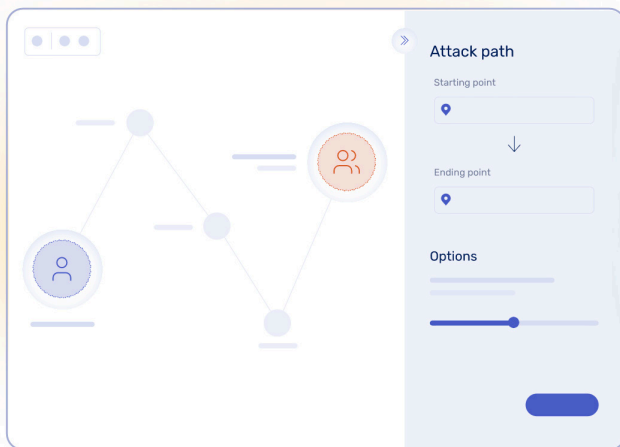 Attack path
Starting point
Ending point
Options